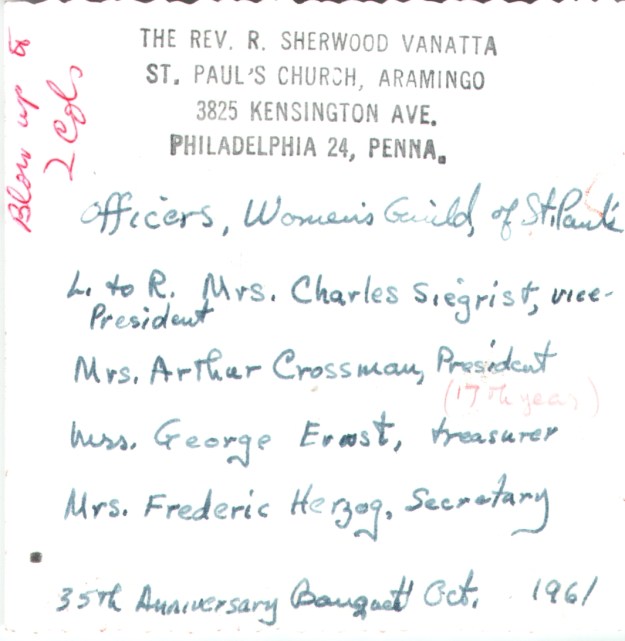 THE REV. R. SHERWOOD VANATTA
ST. PAUL'S CHURCH, ARAMINGO
3825 KENSINGTON AVE.
PHILADELPHIA 24, PENNA.
Blow up to
2 Cols
Officers, Women's Guild, of St. Paul's
L. to R. Mrs. Charles Siegrist, vice-
President
Mrs. Arthur Crossman, President
(17th year)
Mrs. George Ernst, treasurer
Mrs. Frederic Herzog, Secretary
35th Anniversary Banquet Oct. 1961